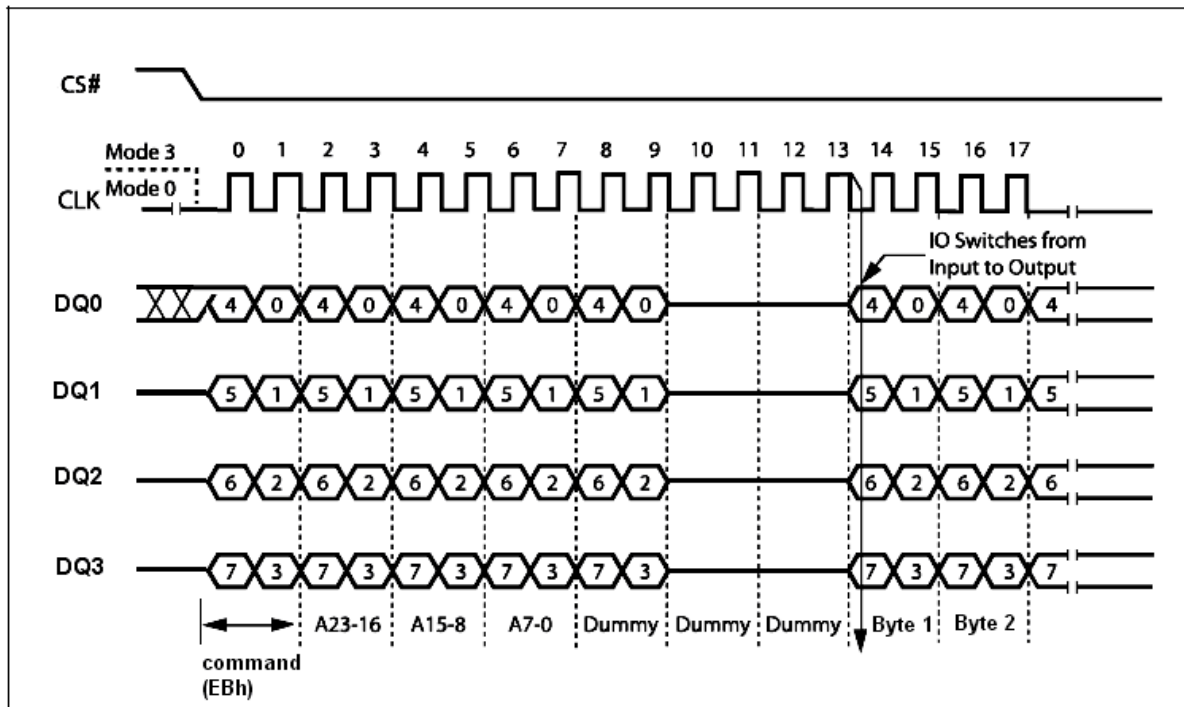 CS#
Mode 3
0 1 2 3 4 5 6 7 8 9 10 11 12 13 14 15 16 17
CLK
Mode 0
IO Switches from
Input to Output
DQ0
4 0 4 0 4 0 4 0 4 0 4 0 4 0 4
DQ1
5 1 5 1 5 1 5 1 5 1 5 1 5 1 5
DQ2
6 2 6 2 6 2 6 2 6 2 6 2 6 2 6
DQ3
7 3 7 3 7 3 7 3 7 3 7 3 7 3 7
A23-16 A15-8 A7-0 Dummy Dummy Dummy Byte 1 Byte 2
command
(EBh)